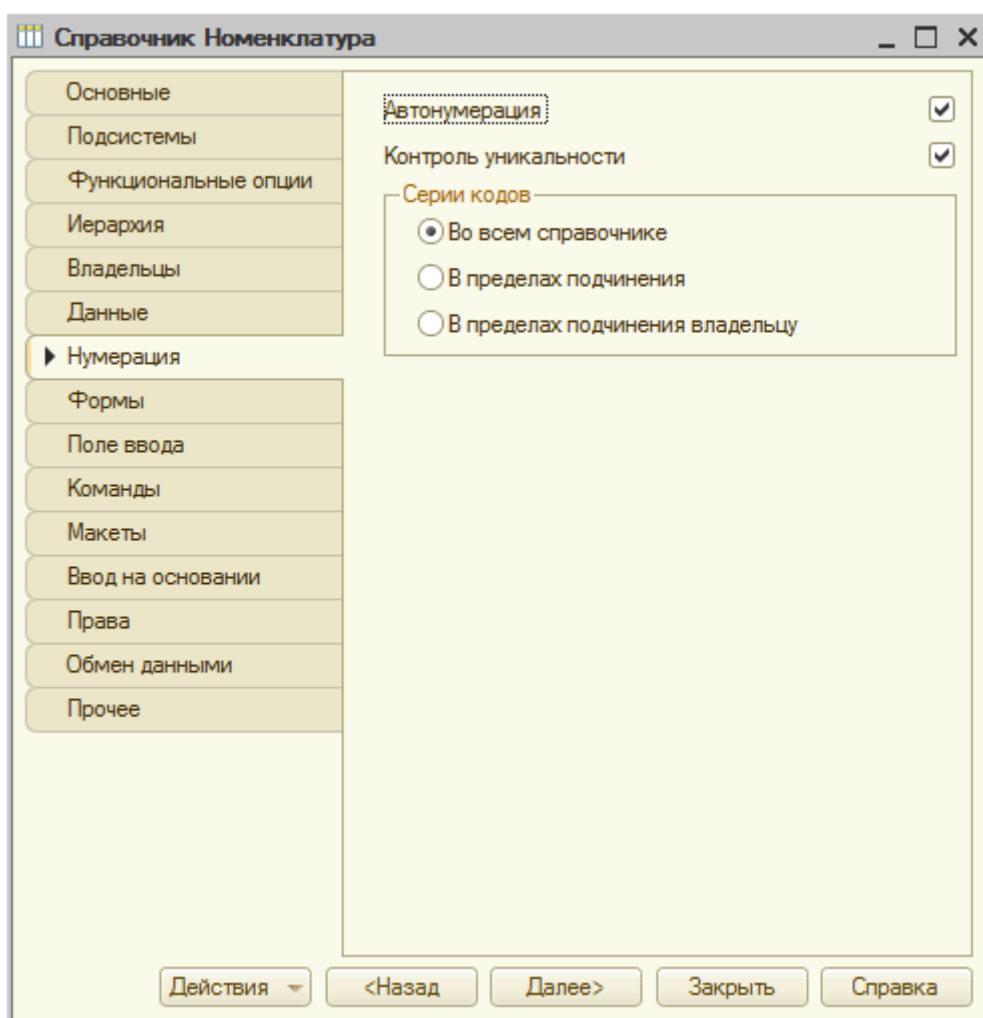 Справочник Номенклатура
Основные
Подсистемы
Функциональные опции
Иерархия
Владельцы
Данные
Нумерация
Формы
Поле ввода
Команды
Макеты
Ввод на основании
Права
Обмен данными
Прочее
Автонумерация
Контроль уникальности
Серии кодов
Во всем справочнике
В пределах подчинения
В пределах подчинения владельцу
Действия
<Назад
Далее>
Закрыть
Справка